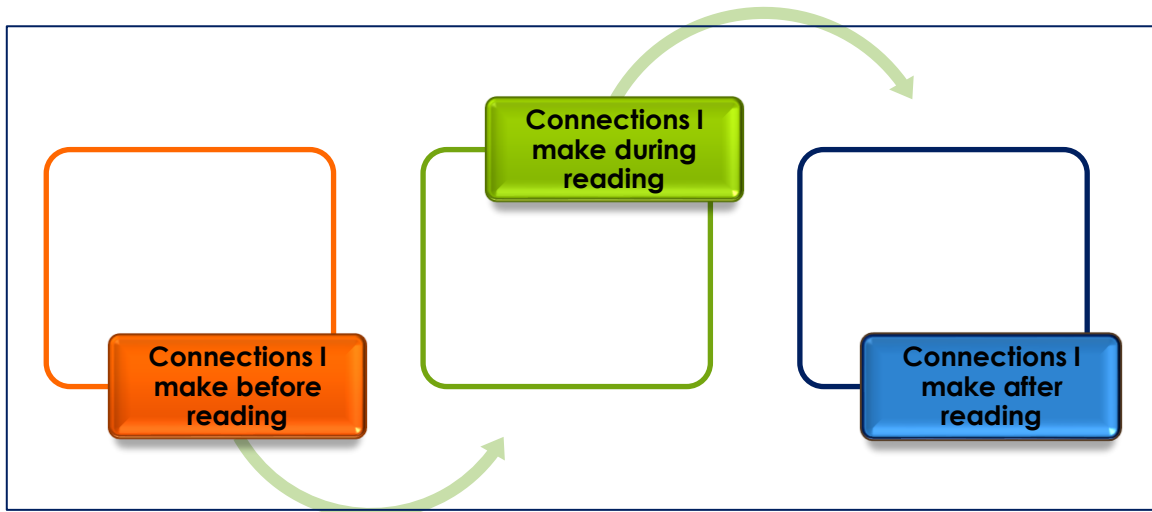 Connections I
make before
reading
Connections I
make during
reading
Connections I
make after
reading